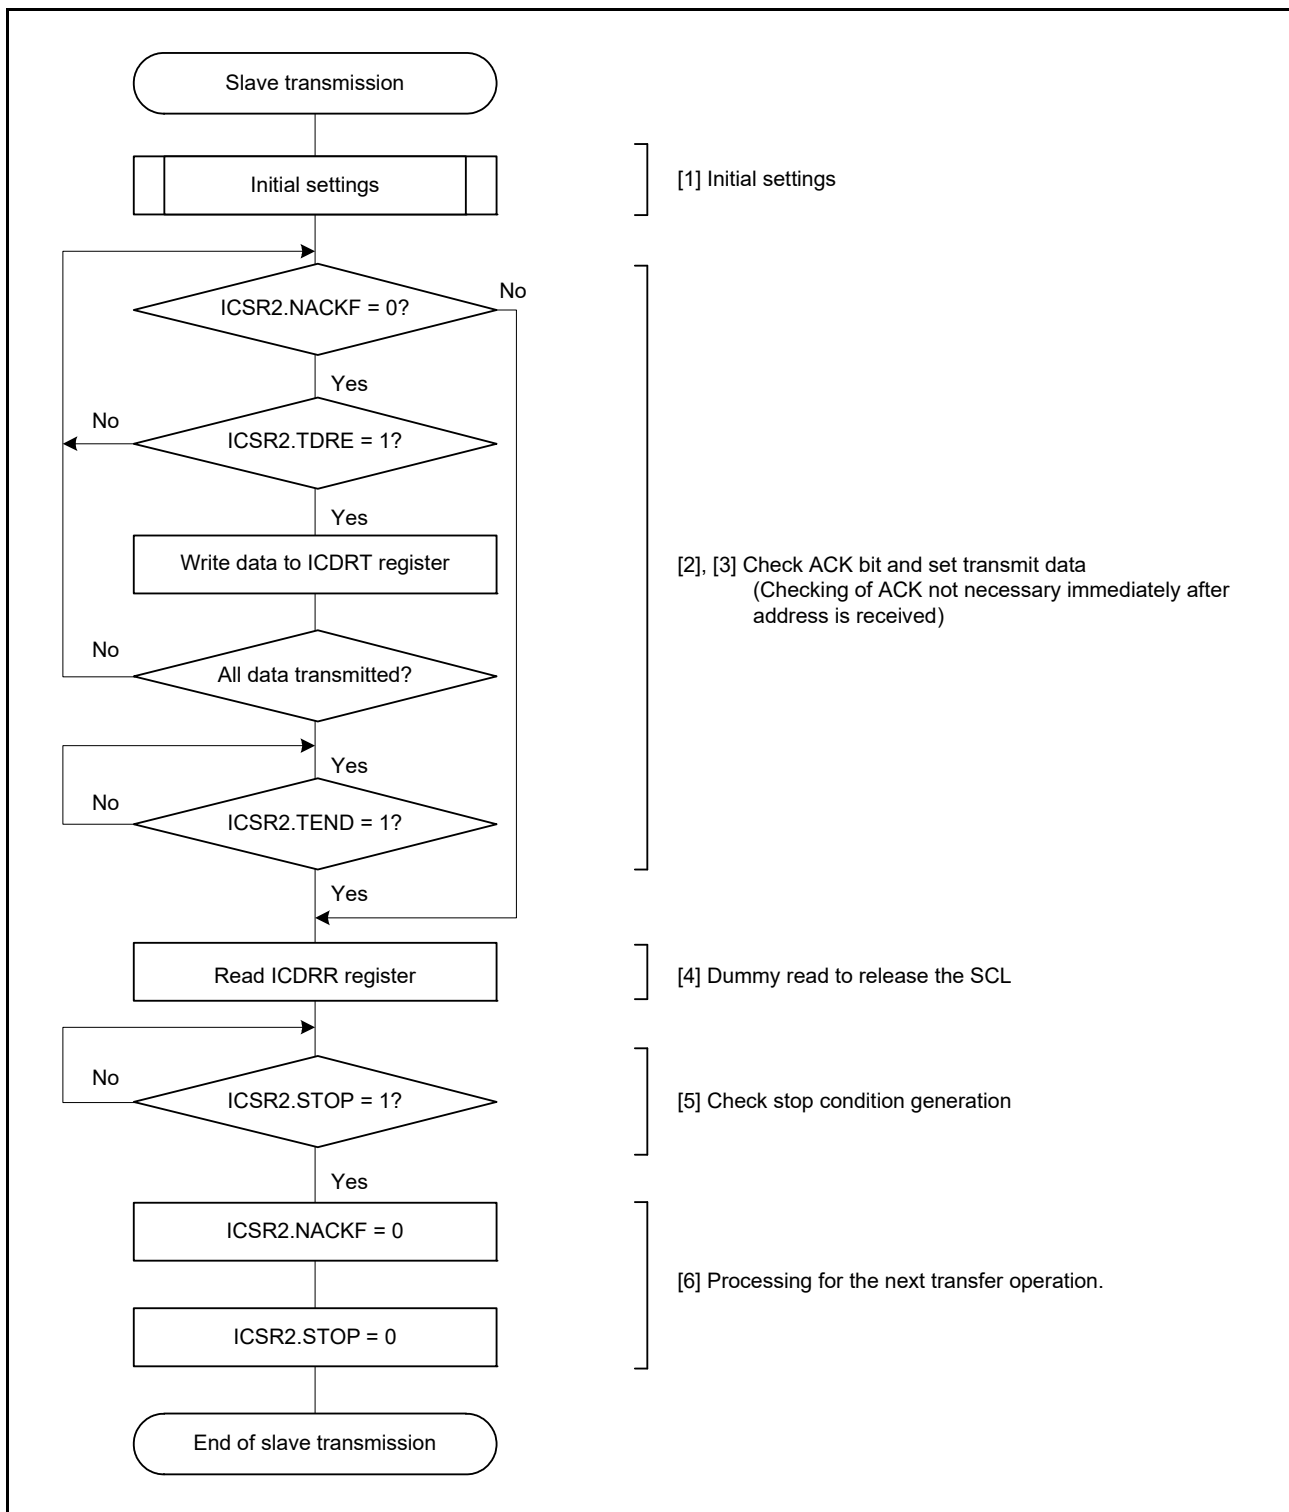 Slave transmission
Initial settings
[1] Initial settings
ICSR2.NACKF = 0?
No
Yes
No
ICSR2.TDRE = 1?
Yes
Write data to ICDRT register
[2], [3] Check ACK bit and set transmit data
(Checking of ACK not necessary immediately after
address is received)
No
All data transmitted?
Yes
No
ICSR2.TEND = 1?
Yes
Read ICDRR register
[4] Dummy read to release the SCL
No
ICSR2.STOP = 1?
[5] Check stop condition generation
Yes
ICSR2.NACKF = 0
[6] Processing for the next transfer operation.
ICSR2.STOP = 0
End of slave transmission